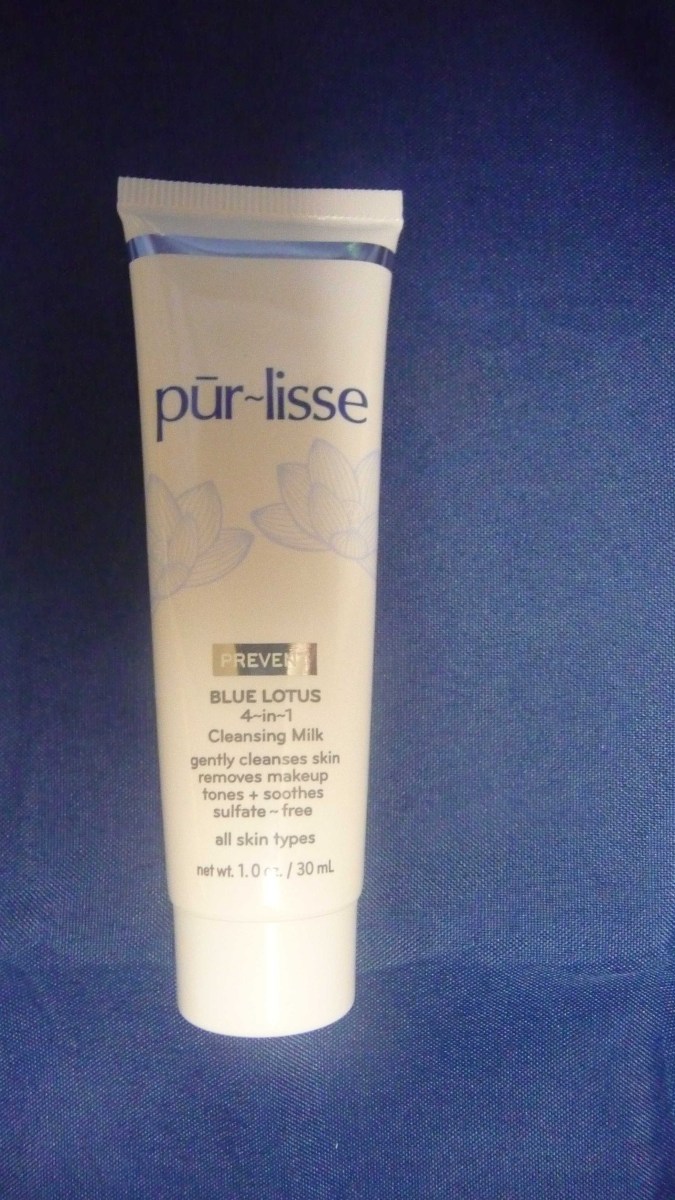 pūr~lisse
PREVENT
BLUE LOTUS
4~in~1
Cleansing Milk
gently cleanses skin
removes makeup
tones + soothes
sulfate~free
all skin types
net wt. 1.0 oz. / 30 mL